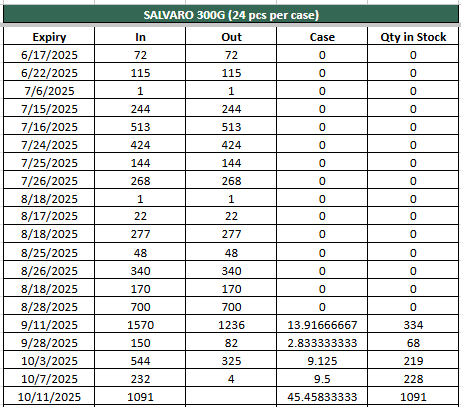 SALVARO 300G (24 pcs per case)
Expiry In Out Case Qty in Stock
6/17/2025 72 72 0 0
6/22/2025 115 115 0 0
7/6/2025 1 1 0 0
7/15/2025 244 244 0 0
7/16/2025 513 513 0 0
7/24/2025 424 424 0 0
7/25/2025 144 144 0 0
7/26/2025 268 268 0 0
8/18/2025 1 1 0 0
8/17/2025 22 22 0 0
8/18/2025 277 277 0 0
8/25/2025 48 48 0 0
8/26/2025 340 340 0 0
8/18/2025 170 170 0 0
8/28/2025 700 700 0 0
9/11/2025 1570 1236 13.91666667 334
9/28/2025 150 82 2.833333333 68
10/3/2025 544 325 9.125 219
10/7/2025 232 4 9.5 228
10/11/2025 1091 45.45833333 1091